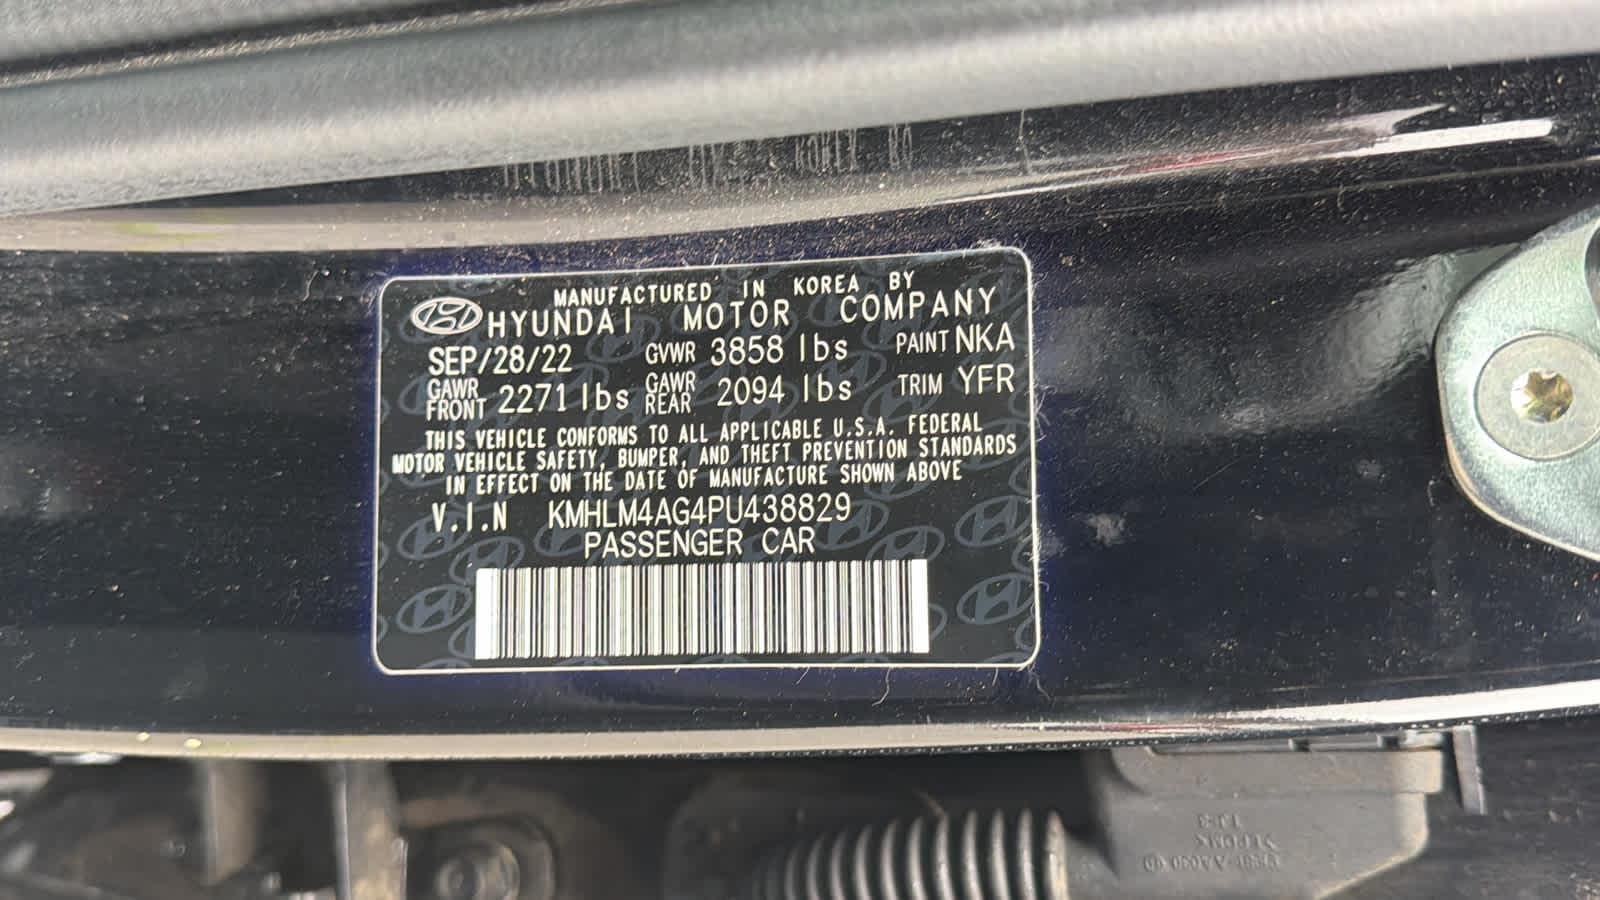 MANUFACTURED IN KOREA BY
HYUNDAI MOTOR COMPANY
SEP/28/22 GVWR 3858 lbs PAINT NKA
GAWR FRONT 2271 lbs GAWR REAR 2094 lbs TRIM YFR
THIS VEHICLE CONFORMS TO ALL APPLICABLE U.S.A. FEDERAL
MOTOR VEHICLE SAFETY, BUMPER, AND THEFT PREVENTION STANDARDS
IN EFFECT ON THE DATE OF MANUFACTURE SHOWN ABOVE
V.I.N KMHLM4AG4PU438829
PASSENGER CAR